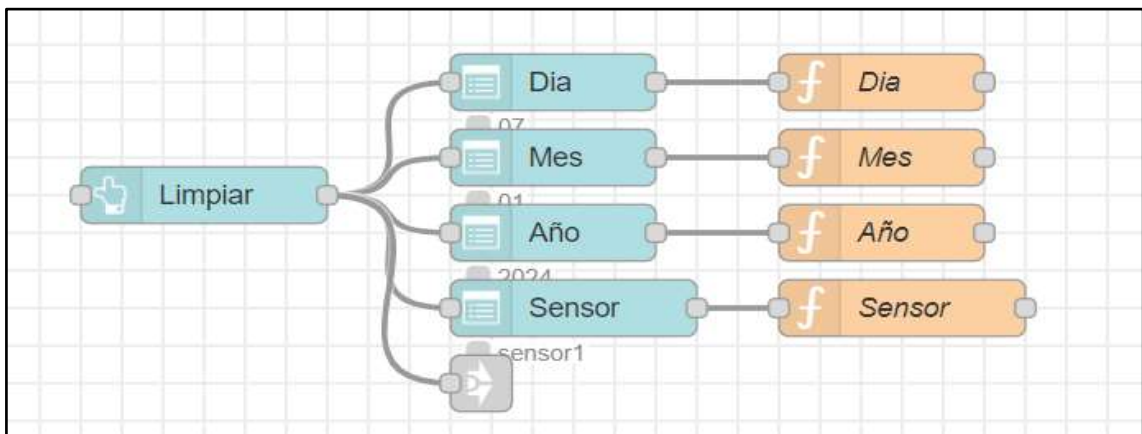 Dia
Dia
07
Mes
Mes
Limpiar
01
Año
Año
2024
Sensor
Sensor
sensor1